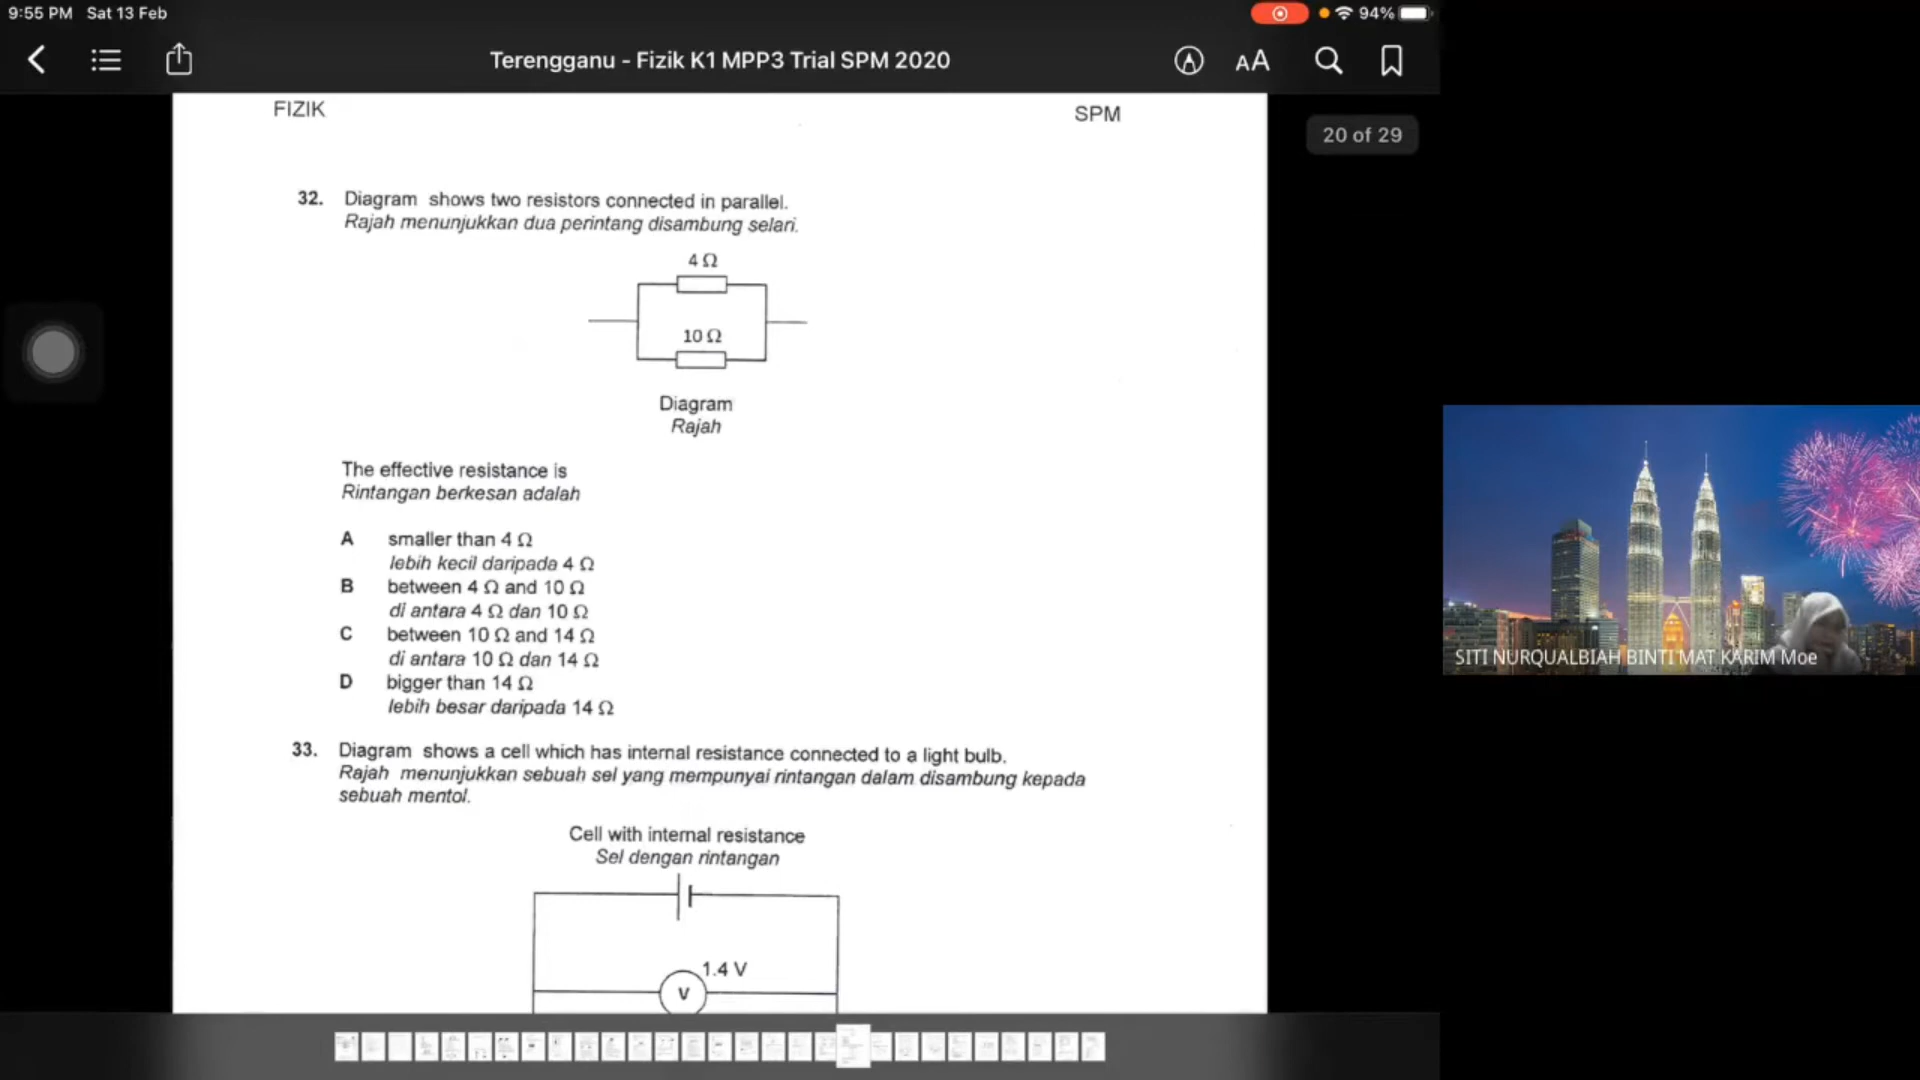 9:55 PM Sat 13 Feb
94%
Terengganu - Fizik K1 MPP3 Trial SPM 2020
AA
20 of 29
FIZIK
SPM
32. Diagram shows two resistors connected in parallel.
Rajah menunjukkan dua perintang disambung selari.
4 Ω
10 Ω
Diagram
Rajah
The effective resistance is
Rintangan berkesan adalah
A smaller than 4 Ω
lebih kecil daripada 4 Ω
B between 4 Ω and 10 Ω
di antara 4 Ω dan 10 Ω
C between 10 Ω and 14 Ω
di antara 10 Ω dan 14 Ω
D bigger than 14 Ω
lebih besar daripada 14 Ω
33. Diagram shows a cell which has internal resistance connected to a light bulb.
Rajah menunjukkan sebuah sel yang mempunyai rintangan dalam disambung kepada
sebuah mentol.
Cell with internal resistance
Sel dengan rintangan
1.4 V
V
SITI NURQUALBIAH BINTI MAT KARIM Moe